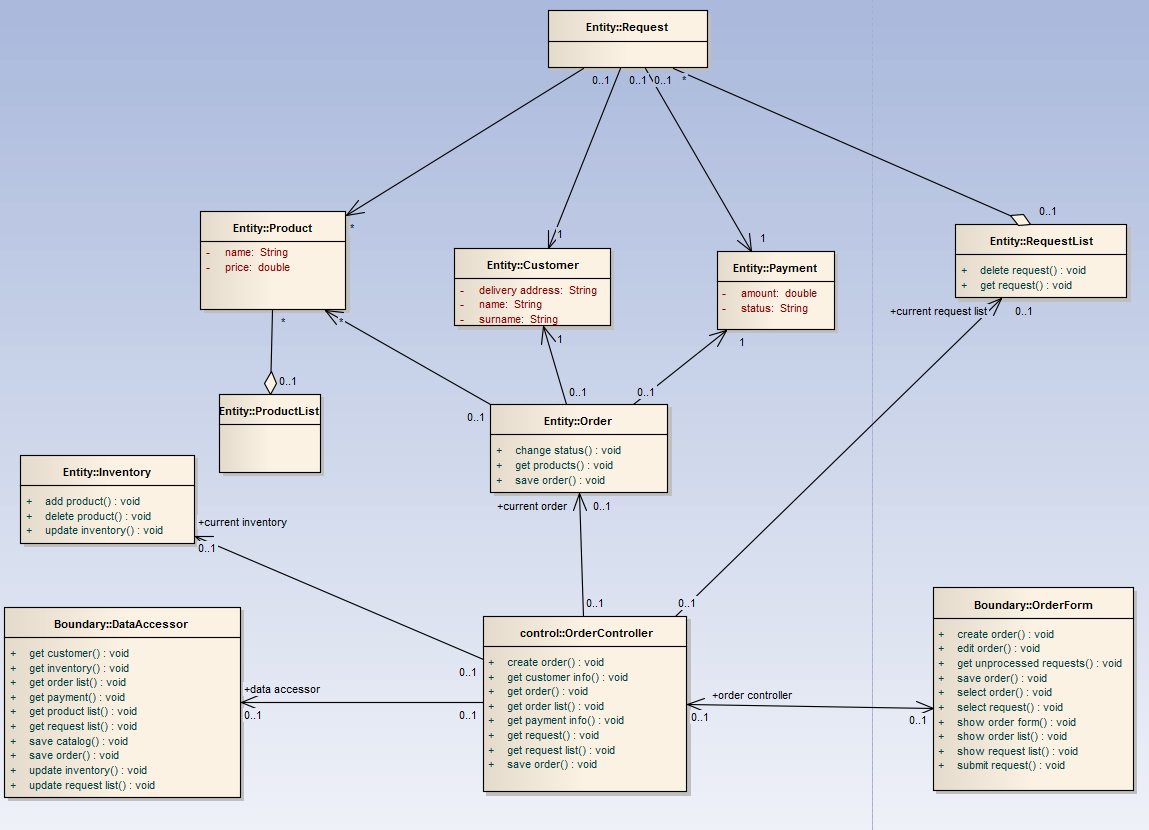 Entity::Request
0..1
0..1
0..1
*
Entity::Product
- name: String
- price: double
*
*
*
Entity::Customer
- delivery address: String
- name: String
- surname: String
1
1
Entity::Payment
- amount: double
- status: String
1
1
0..1
Entity::RequestList
+ delete request() : void
+ get request() : void
+current request list
0..1
0..1
Entity::ProductList
0..1
0..1
0..1
Entity::Order
+ change status() : void
+ get products() : void
+ save order() : void
+current order
0..1
Entity::Inventory
+ add product() : void
+ delete product() : void
+ update inventory() : void
+current inventory
0..1
0..1
0..1
Boundary::DataAccessor
+ get customer() : void
+ get inventory() : void
+ get order list() : void
+ get payment() : void
+ get product list() : void
+ get request list() : void
+ save catalog() : void
+ save order() : void
+ update inventory() : void
+ update request list() : void
+data accessor
0..1
0..1
0..1
control::OrderController
+ create order() : void
+ get customer info() : void
+ get order() : void
+ get order list() : void
+ get payment info() : void
+ get request() : void
+ get request list() : void
+ save order() : void
+order controller
0..1
0..1
Boundary::OrderForm
+ create order() : void
+ edit order() : void
+ get unprocessed requests() : void
+ save order() : void
+ select order() : void
+ select request() : void
+ show order form() : void
+ show order list() : void
+ show request list() : void
+ submit request() : void